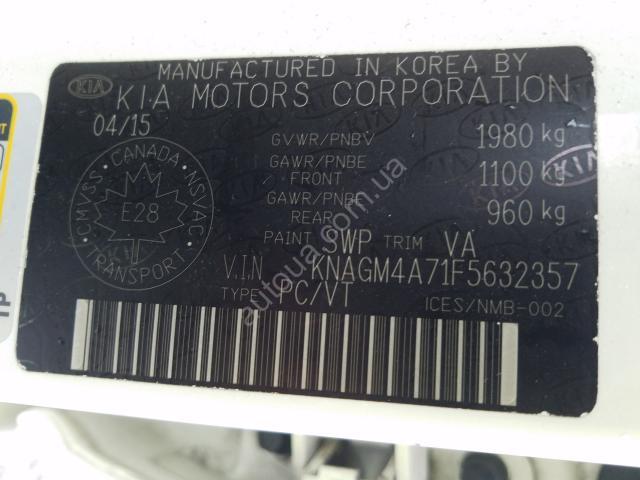 MANUFACTURED IN KOREA BY
KIA KIA MOTORS CORPORATION
04/15
GVWR/PNBV 1980 kg
GAWR/PNBE FRONT 1100 kg
GAWR/PNBE REAR 960 kg
PAINT SWP TRIM VA
V.I.N KNAGM4A71F5632357
TYPE PC/VT ICES/NMB-002
CANADA
CMVSS NSVAC
E28
TRANSPORT
autoua.com.ua